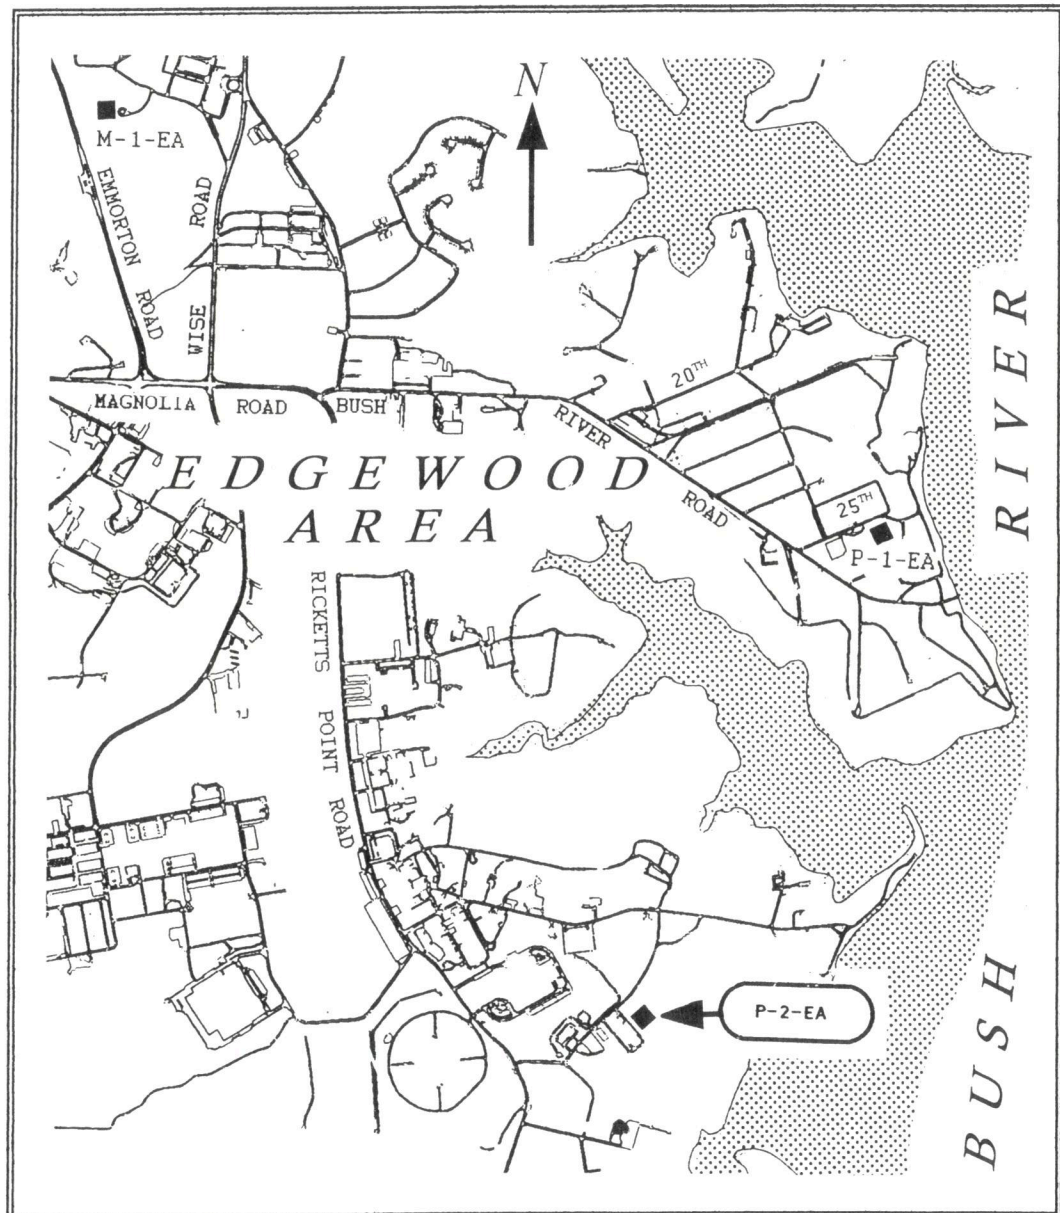 N
M-1-EA
EMMORTON
ROAD
ROAD
WISE
20TH
MAGNOLIA ROAD BUSH
RIVER
ROAD
EDGEWOOD
AREA
25TH
P-1-EA
RIVER
RICKETTS
POINT
ROAD
P-2-EA
BUSH